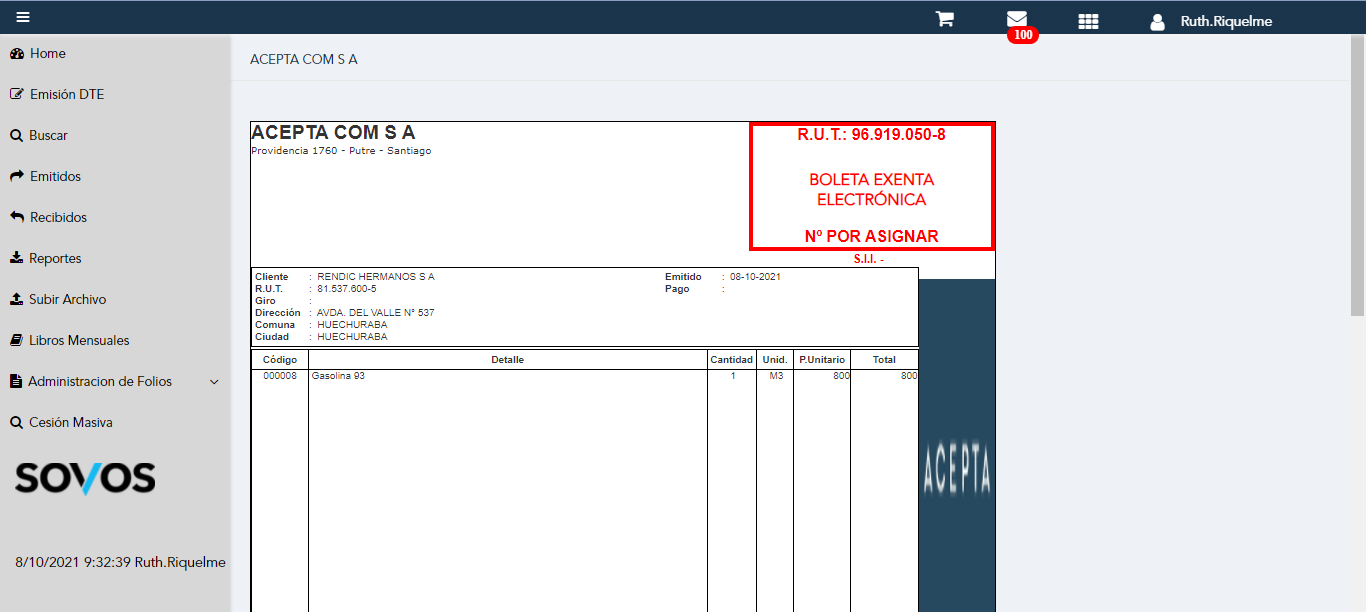 Ruth.Riquelme
100
Home
Emisión DTE
Buscar
Emitidos
Recibidos
Reportes
Subir Archivo
Libros Mensuales
Administracion de Folios
Cesión Masiva
SOVOS
8/10/2021 9:32:39 Ruth.Riquelme
ACEPTA COM S A
ACEPTA COM S A
Providencia 1760 - Putre - Santiago
R.U.T.: 96.919.050-8
BOLETA EXENTA
ELECTRÓNICA
Nº POR ASIGNAR
S.I.I. -
Cliente : RENDIC HERMANOS S A Emitido : 08-10-2021
R.U.T. : 81.537.600-5 Pago :
Giro :
Dirección : AVDA. DEL VALLE N° 537
Comuna : HUECHURABA
Ciudad : HUECHURABA
Código Detalle Cantidad Unid. P.Unitario Total
000008 Gasolina 93 1 M3 800 800
ACEPTA